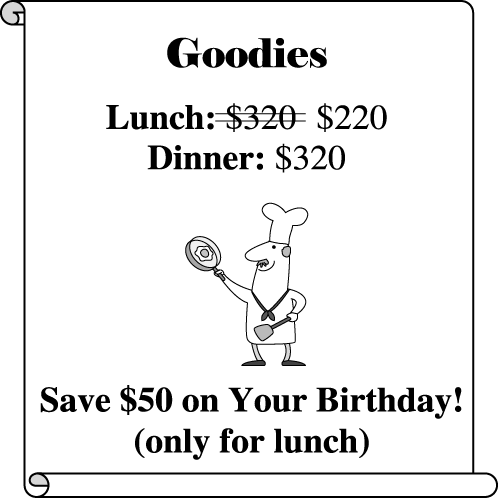 Goodies
Lunch: $320 $220
Dinner: $320
Save $50 on Your Birthday!
(only for lunch)